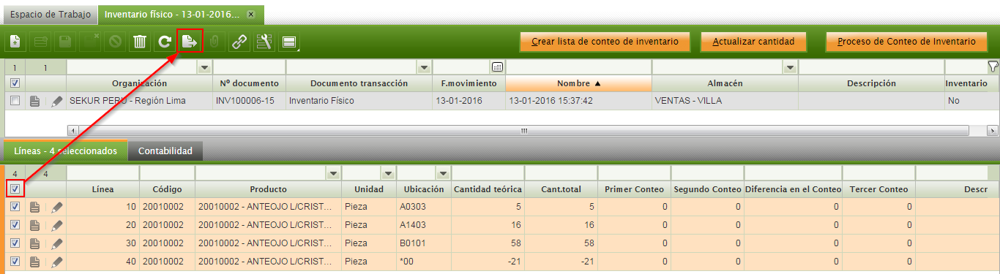 Espacio de Trabajo Inventario físico - 13-01-2016... x
Crear lista de conteo de inventario Actualizar cantidad Proceso de Conteo de Inventario
1 1
Organización Nº documento Documento transacción F.movimiento Nombre Almacén Descripción Inventario
SEKUR PERU - Región Lima INV100006-15 Inventario Físico 13-01-2016 13-01-2016 15:37:42 VENTAS - VILLA No
Líneas - 4 seleccionados Contabilidad
4 4
Línea Código Producto Unidad Ubicación Cantidad teórica Cant.total Primer Conteo Segundo Conteo Diferencia en el Conteo Tercer Conteo Descr
10 20010002 20010002 - ANTEOJO L/CRIST... Pieza A0303 5 5 0 0 0 0
20 20010002 20010002 - ANTEOJO L/CRIST... Pieza A1403 16 16 0 0 0 0
30 20010002 20010002 - ANTEOJO L/CRIST... Pieza B0101 58 58 0 0 0 0
40 20010002 20010002 - ANTEOJO L/CRIST... Pieza *00 -21 -21 0 0 0 0